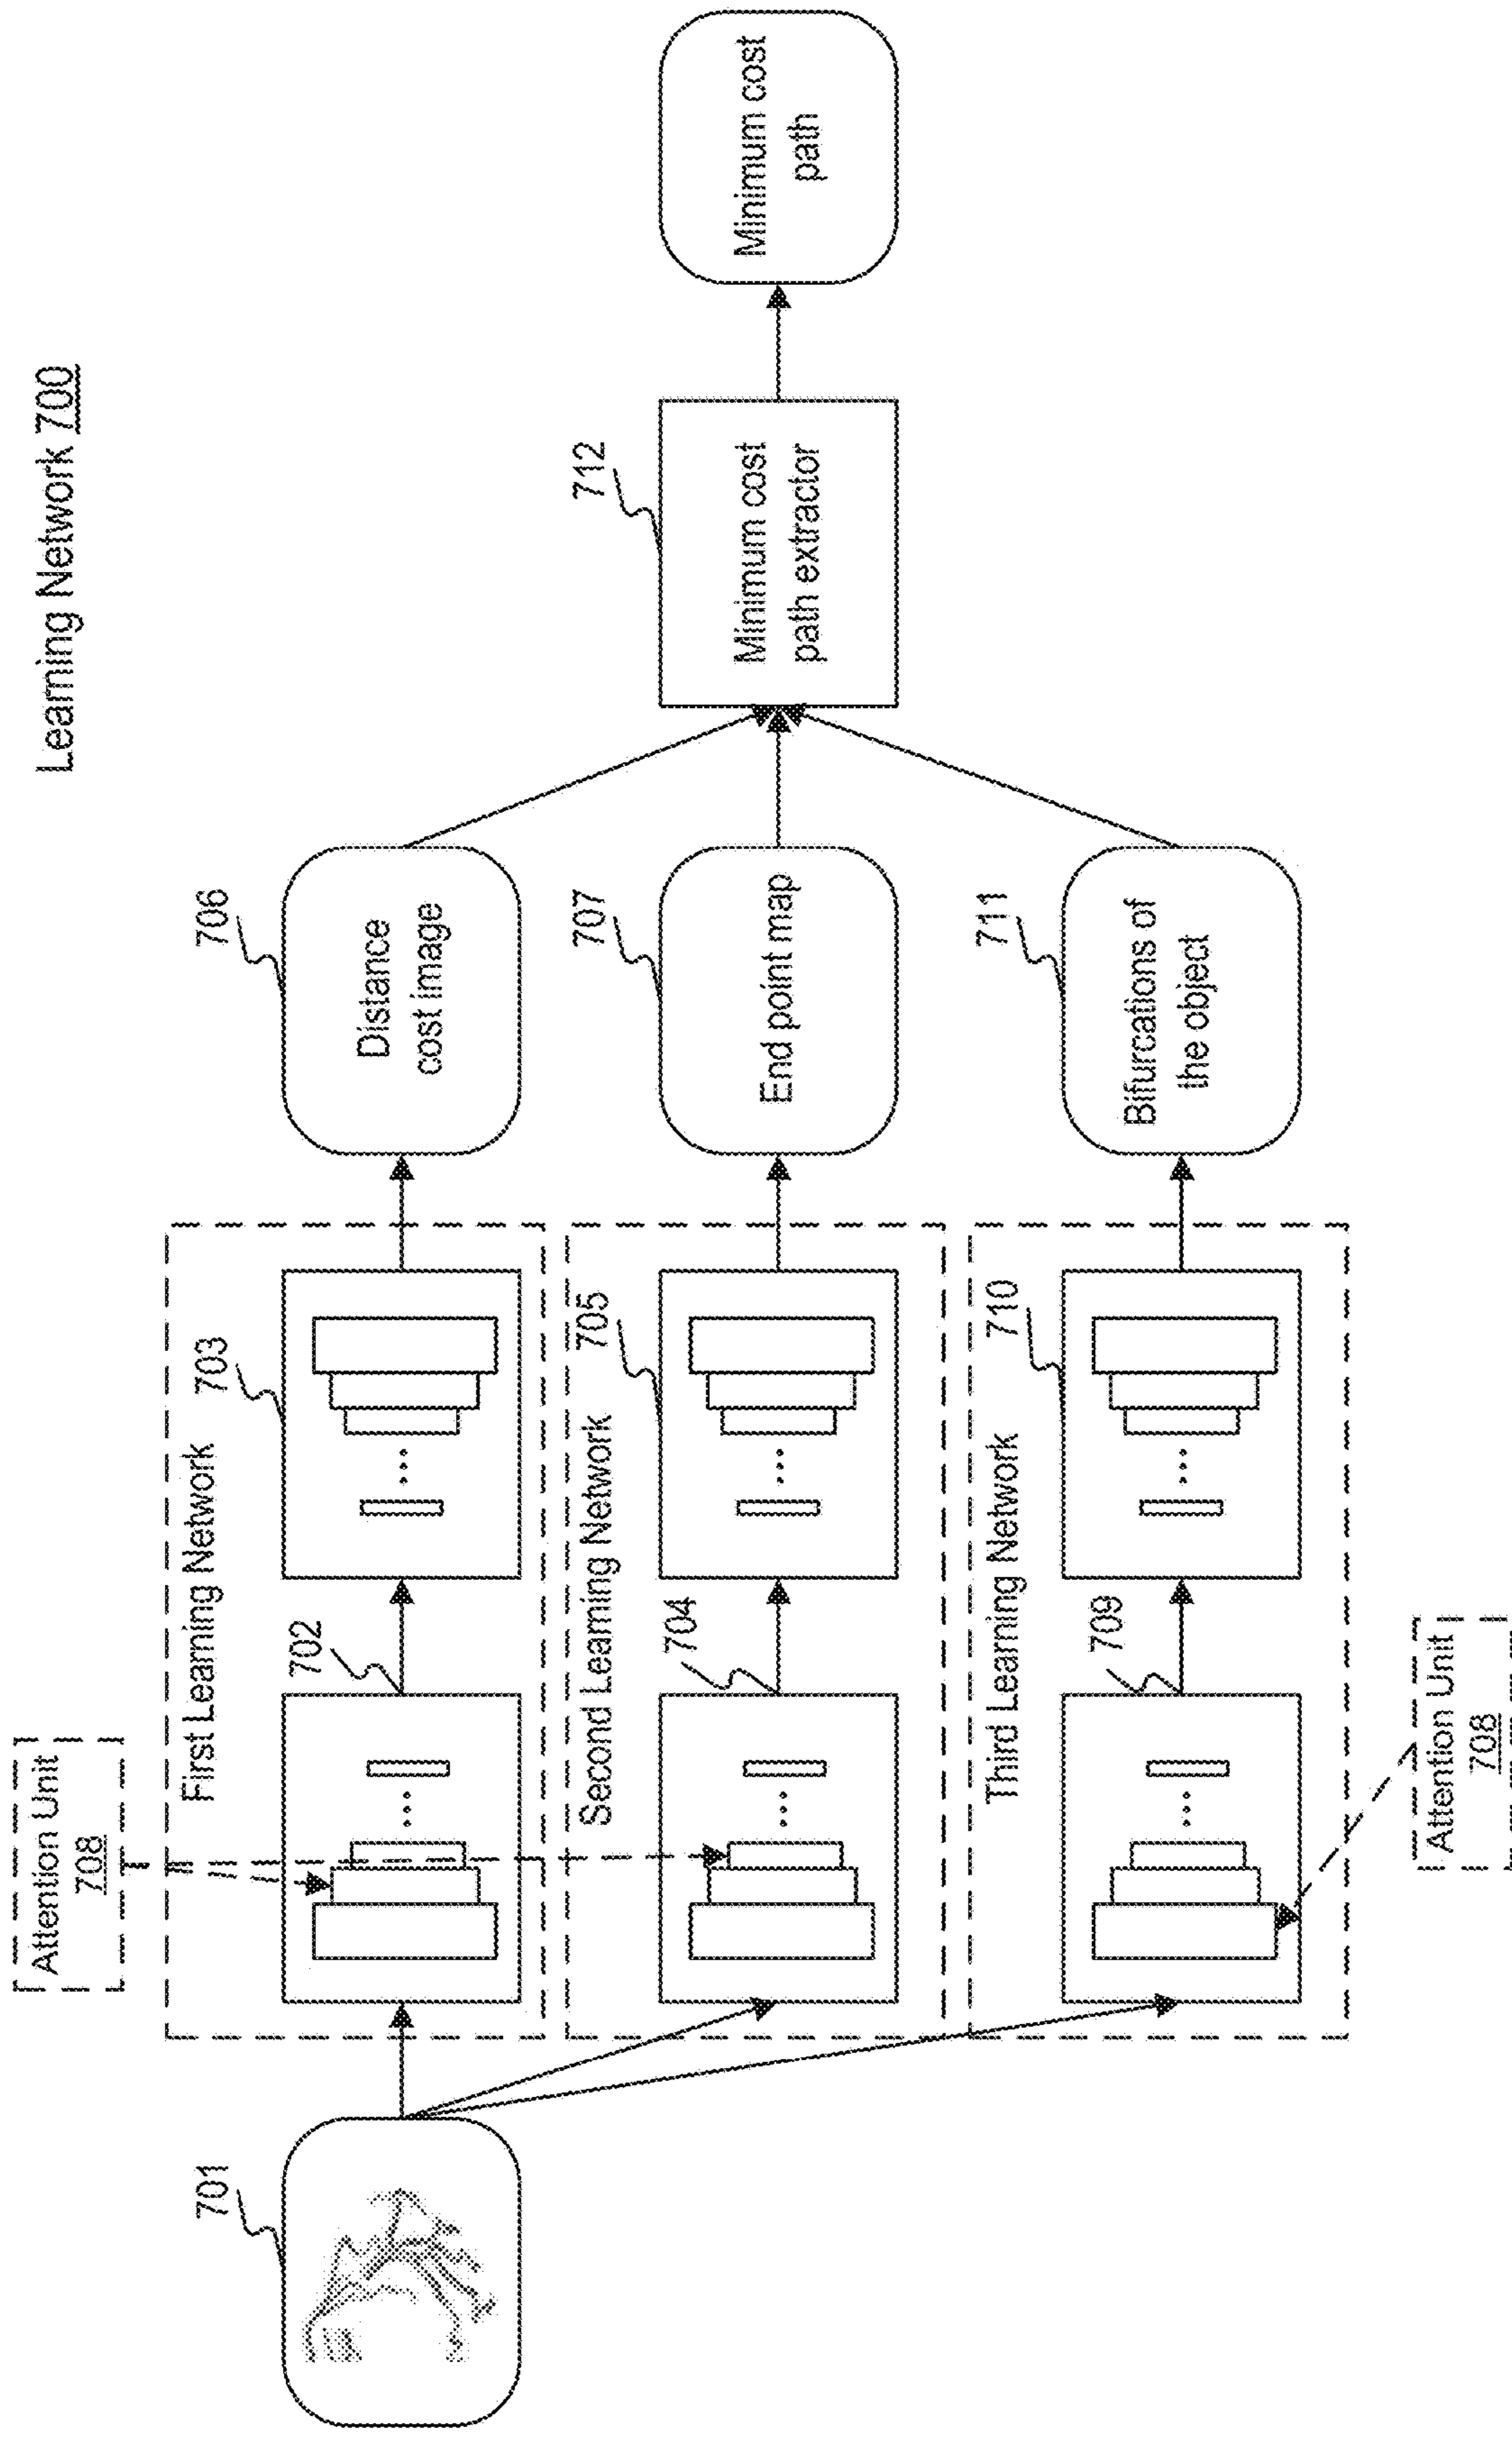 Learning Network 700
Attention Unit
708
First Learning Network
701
702
703
706
Distance
cost image
Second Learning Network
704
705
707
End point map
712
Minimum cost
path extractor
Minimum cost
path
Third Learning Network
709
710
711
Bifurcations of
the object
Attention Unit
708